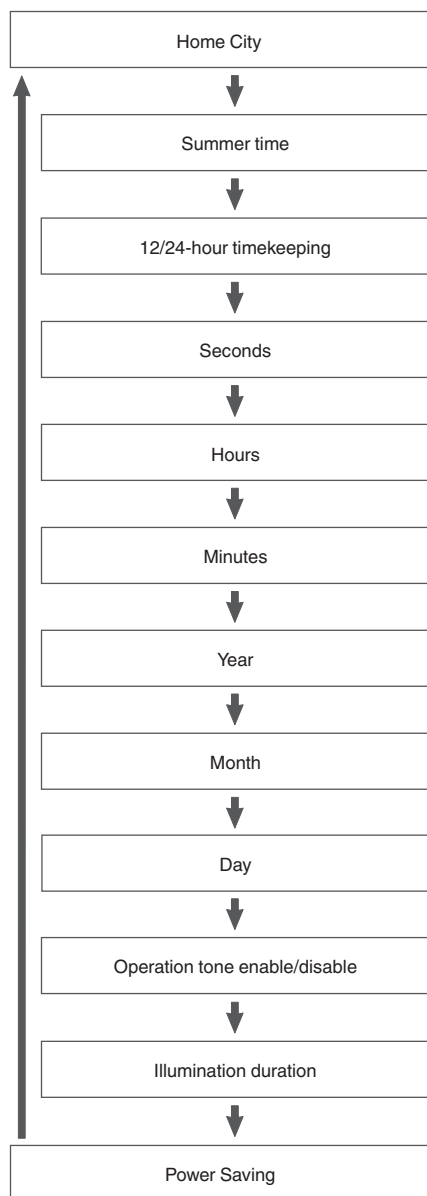 Home City
Summer time
12/24-hour timekeeping
Seconds
Hours
Minutes
Year
Month
Day
Operation tone enable/disable
Illumination duration
Power Saving